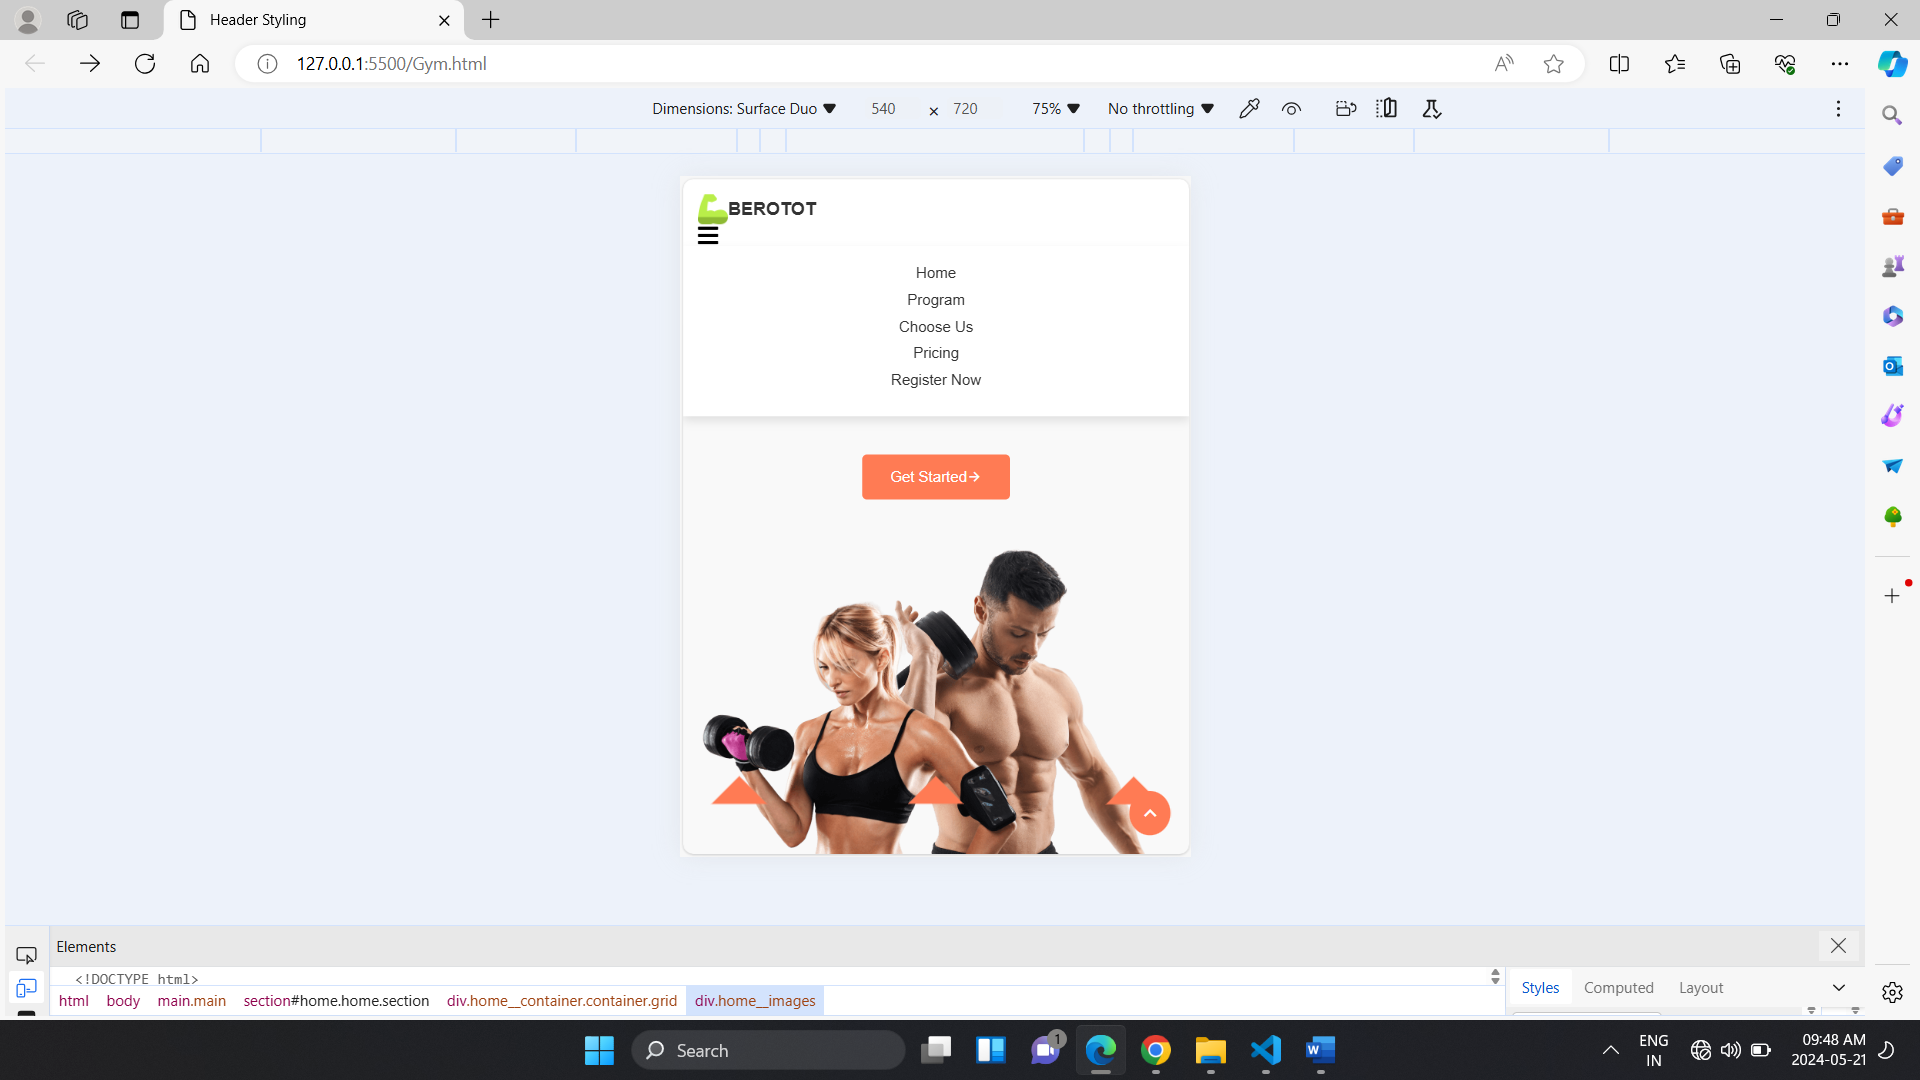 Header Styling
127.0.0.1:5500/Gym.html
Dimensions: Surface Duo 540 × 720 75% No throttling
BEROTOT
Home
Program
Choose Us
Pricing
Register Now
Get Started→
Elements
<!DOCTYPE html>
html body main.main section#home.home.section div.home__container.container.grid div.home__images
Styles Computed Layout
Search
1
ENG
IN
09:48 AM
2024-05-21